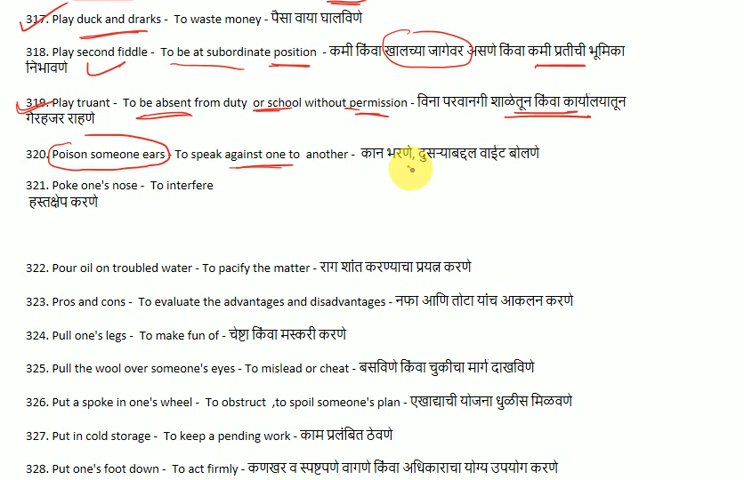 317. Play duck and drarks - To waste money - पैसा वाया घालविणे
318. Play second fiddle - To be at subordinate position - कमी किंवा खालच्या जागेवर असणे किंवा कमी प्रतीची भूमिका
निभावणे
319. Play truant - To be absent from duty or school without permission - विना परवानगी शाळेतून किंवा कार्यालयातून
गैरहजर राहणे
320. Poison someone ears - To speak against one to another - कान भरणे, दुसऱ्याबद्दल वाईट बोलणे
321. Poke one's nose - To interfere
हस्तक्षेप करणे
322. Pour oil on troubled water - To pacify the matter - राग शांत करण्याचा प्रयत्न करणे
323. Pros and cons - To evaluate the advantages and disadvantages - नफा आणि तोटा यांच आकलन करणे
324. Pull one's legs - To make fun of - चेष्टा किंवा मस्करी करणे
325. Pull the wool over someone's eyes - To mislead or cheat - बसविणे किंवा चुकीचा मार्ग दाखविणे
326. Put a spoke in one's wheel - To obstruct ,to spoil someone's plan - एखाद्याची योजना धुळीस मिळवणे
327. Put in cold storage - To keep a pending work - काम प्रलंबित ठेवणे
328. Put one's foot down - To act firmly - कणखर व स्पष्टपणे वागणे किंवा अधिकाराचा योग्य उपयोग करणे